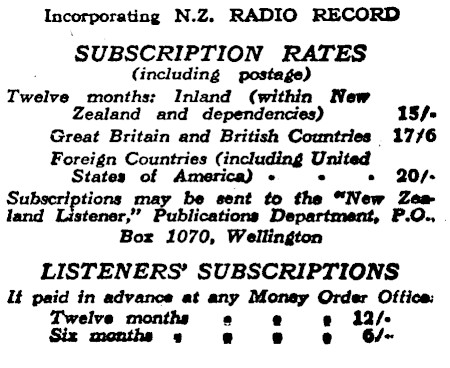 Incorporating N.Z. RADIO RECORD
SUBSCRIPTION RATES
(including postage)
Twelve months: Inland (within New
Zealand and dependencies) 15/-
Great Britain and British Countries 17/6
Foreign Countries (including United
States of America) - - - 20/-
Subscriptions may be sent to the "New Zea-
land Listener," Publications Department, P.O.,
Box 1070, Wellington
LISTENERS' SUBSCRIPTIONS
If paid in advance at any Money Order Office:
Twelve months - - - 12/-
Six months - - - - 6/-